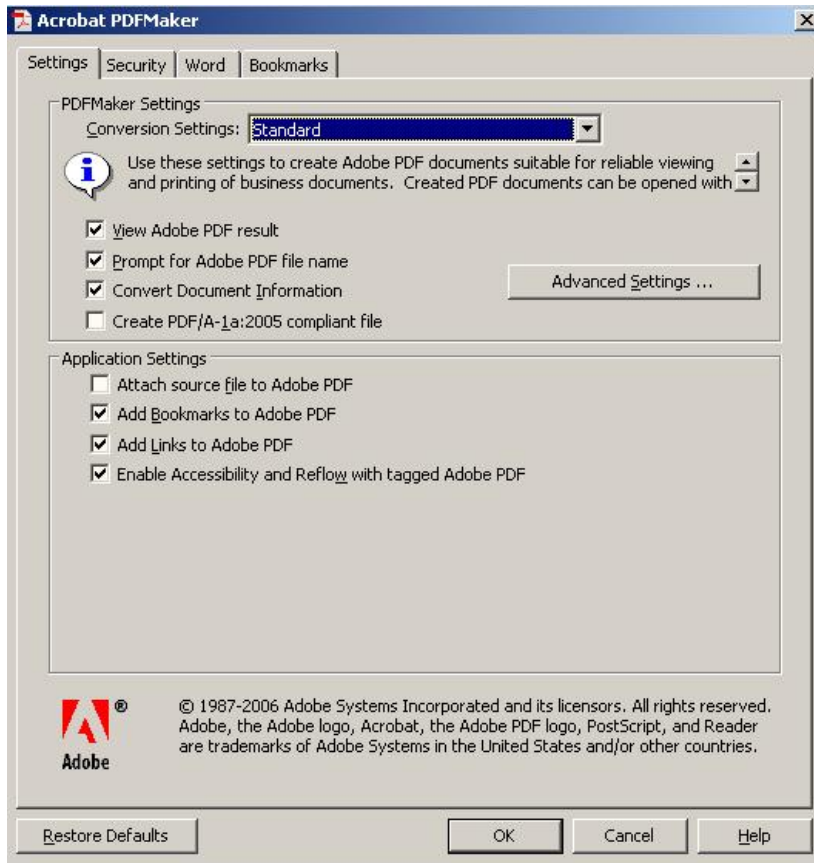 Acrobat PDFMaker
Settings Security Word Bookmarks
PDFMaker Settings
Conversion Settings: Standard
Use these settings to create Adobe PDF documents suitable for reliable viewing
and printing of business documents. Created PDF documents can be opened with
View Adobe PDF result
Prompt for Adobe PDF file name
Convert Document Information
Advanced Settings ...
Create PDF/A-1a:2005 compliant file
Application Settings
Attach source file to Adobe PDF
Add Bookmarks to Adobe PDF
Add Links to Adobe PDF
Enable Accessibility and Reflow with tagged Adobe PDF
® © 1987-2006 Adobe Systems Incorporated and its licensors. All rights reserved.
Adobe, the Adobe logo, Acrobat, the Adobe PDF logo, PostScript, and Reader
are trademarks of Adobe Systems in the United States and/or other countries.
Adobe
Restore Defaults OK Cancel Help